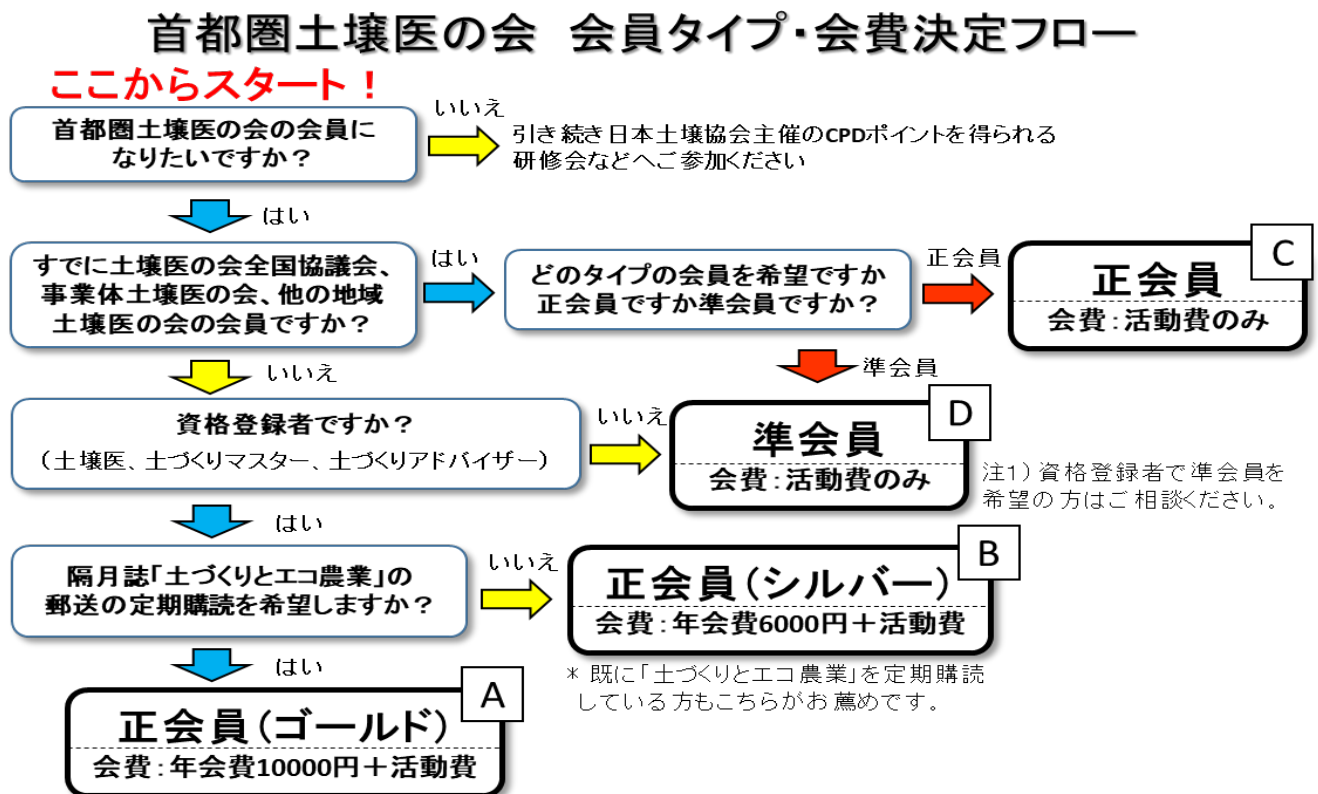 首都圏土壌医の会 会員タイプ・会費決定フロー
ここからスタート！
首都圏土壌医の会の会員に
なりたいですか？
いいえ
引き続き日本土壌協会主催のCPDポイントを得られる
研修会などへご参加ください
はい
すでに土壌医の会全国協議会、
事業体土壌医の会、他の地域
土壌医の会の会員ですか？
はい
どのタイプの会員を希望ですか
正会員ですか準会員ですか？
正会員
C
正会員
会費：活動費のみ
いいえ
準会員
資格登録者ですか？
（土壌医、土づくりマスター、土づくりアドバイザー）
いいえ
D
準会員
会費：活動費のみ
注1）資格登録者で準会員を
希望の方はご相談ください。
はい
隔月誌「土づくりとエコ農業」の
郵送の定期購読を希望しますか？
いいえ
B
正会員（シルバー）
会費：年会費6000円＋活動費
＊既に「土づくりとエコ農業」を定期購読
している方もこちらがお薦めです。
はい
A
正会員（ゴールド）
会費：年会費10000円＋活動費